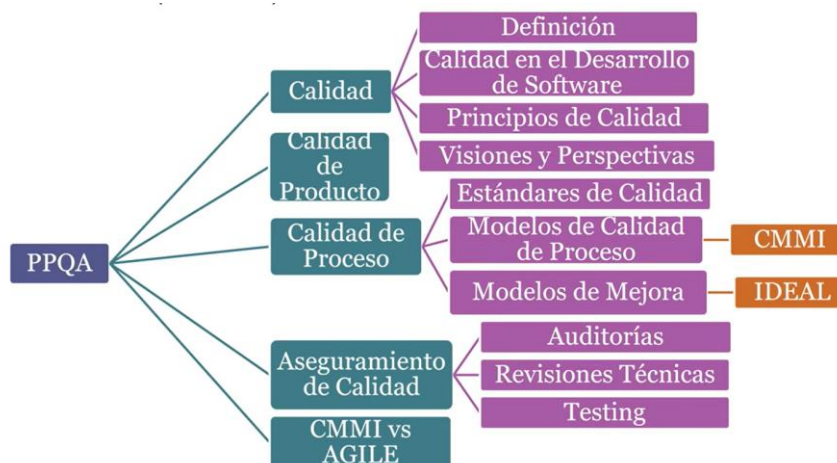 PPQA
Calidad
Definición
Calidad en el Desarrollo
de Software
Principios de Calidad
Visiones y Perspectivas
Calidad
de
Producto
Calidad de
Proceso
Estándares de Calidad
Modelos de Calidad
de Proceso
CMMI
Modelos de Mejora
IDEAL
Aseguramiento
de Calidad
Auditorías
Revisiones Técnicas
Testing
CMMI vs
AGILE